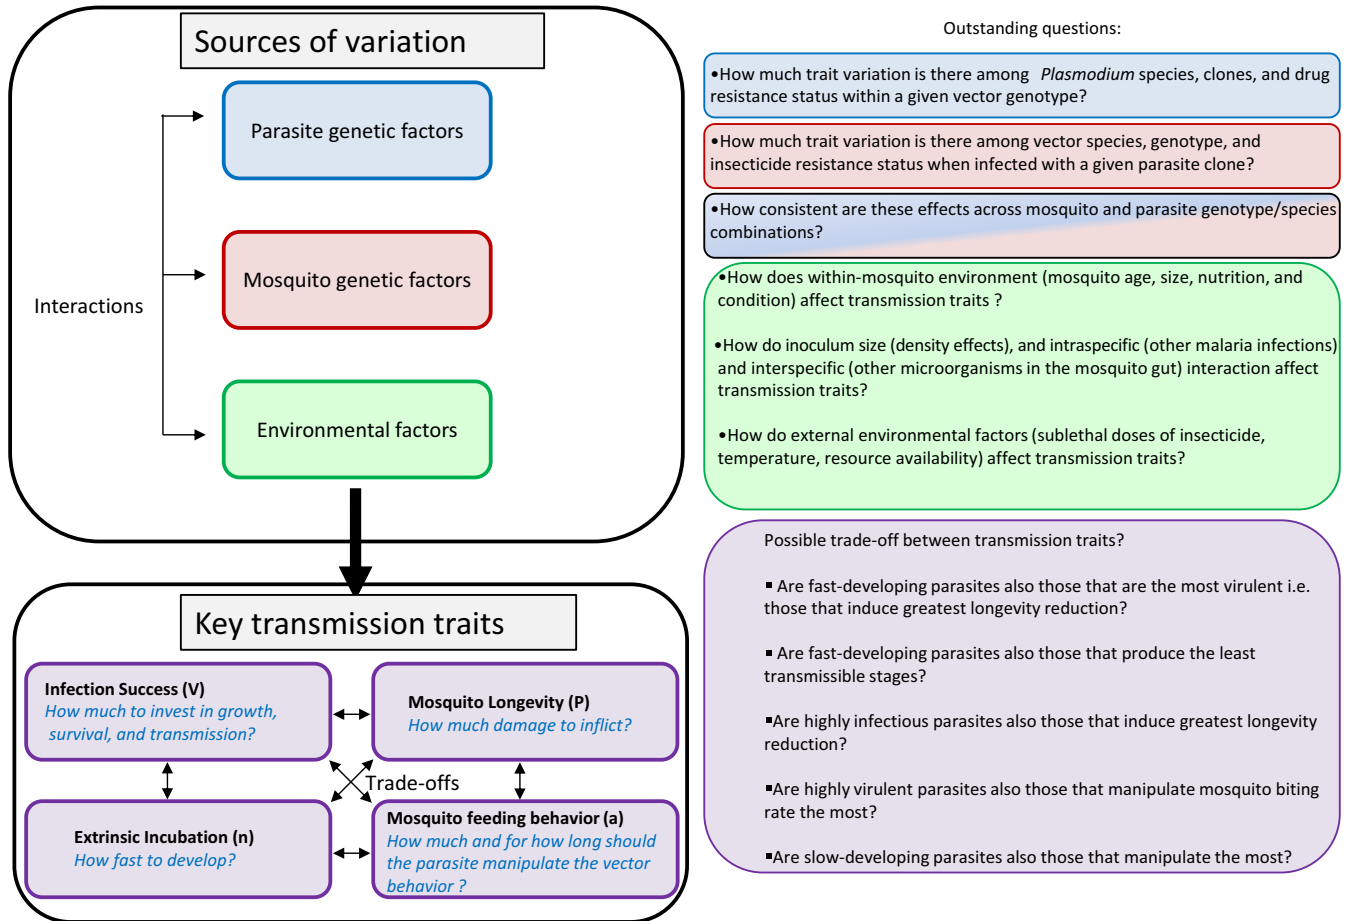 Sources of variation
Parasite genetic factors
Mosquito genetic factors
Interactions
Environmental factors
Key transmission traits
Infection Success (V)
How much to invest in growth,
survival, and transmission?
Mosquito Longevity (P)
How much damage to inflict?
Trade-offs
Extrinsic Incubation (n)
How fast to develop?
Mosquito feeding behavior (a)
How much and for how long should
the parasite manipulate the vector
behavior ?
Outstanding questions:
•How much trait variation is there among Plasmodium species, clones, and drug
resistance status within a given vector genotype?
•How much trait variation is there among vector species, genotype, and
insecticide resistance status when infected with a given parasite clone?
•How consistent are these effects across mosquito and parasite genotype/species
combinations?
•How does within-mosquito environment (mosquito age, size, nutrition, and
condition) affect transmission traits ?
•How do inoculum size (density effects), and intraspecific (other malaria infections)
and interspecific (other microorganisms in the mosquito gut) interaction affect
transmission traits?
•How do external environmental factors (sublethal doses of insecticide,
temperature, resource availability) affect transmission traits?
Possible trade-off between transmission traits?
▪ Are fast-developing parasites also those that are the most virulent i.e.
those that induce greatest longevity reduction?
▪ Are fast-developing parasites also those that produce the least
transmissible stages?
▪Are highly infectious parasites also those that induce greatest longevity
reduction?
▪Are highly virulent parasites also those that manipulate mosquito biting
rate the most?
▪Are slow-developing parasites also those that manipulate the most?